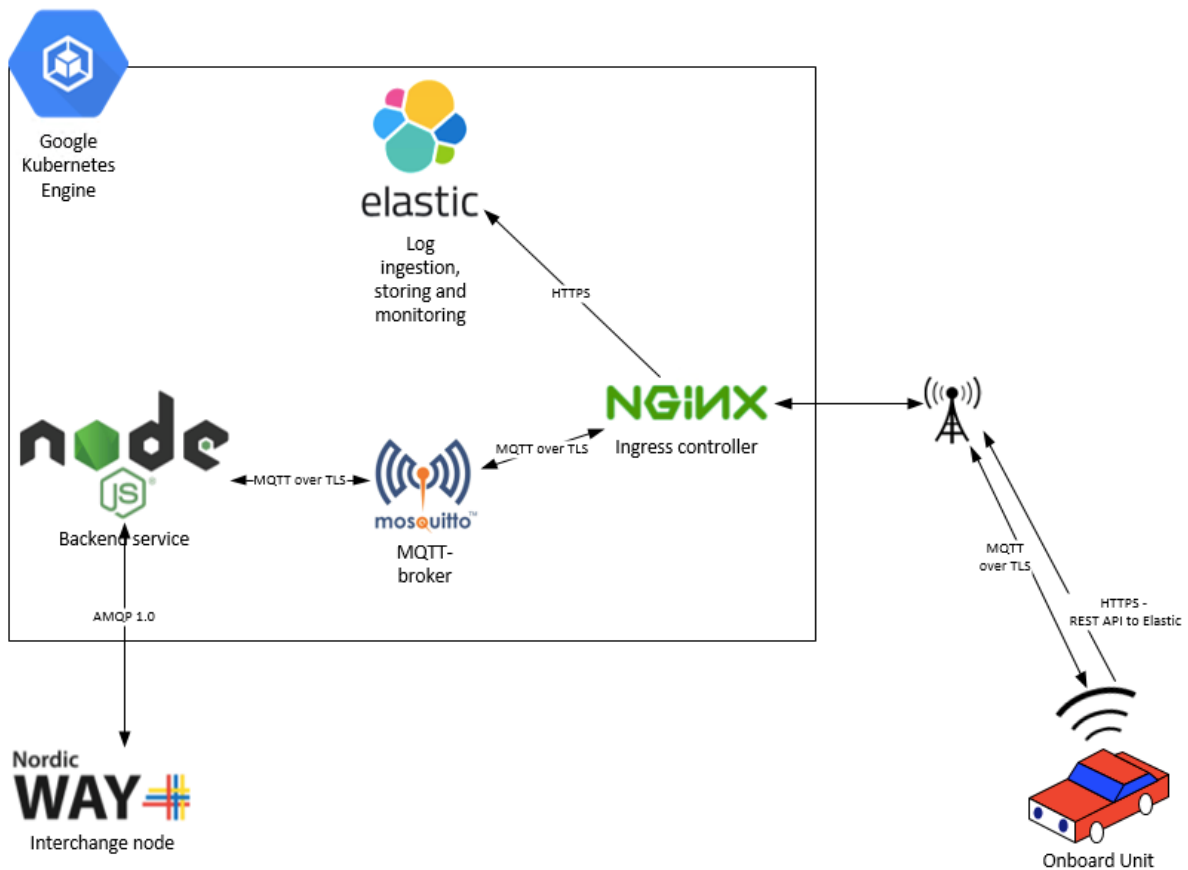 Google
Kubernetes
Engine
elastic
Log
ingestion,
storing and
monitoring
HTTPS
NGINX
Ingress controller
node
JS®
Backend service
MQTT over TLS
mosquitto™
MQTT-
broker
MQTT over TLS
MQTT
over TLS
HTTPS -
REST API to Elastic
AMQP 1.0
Nordic
WAY
Interchange node
Onboard Unit